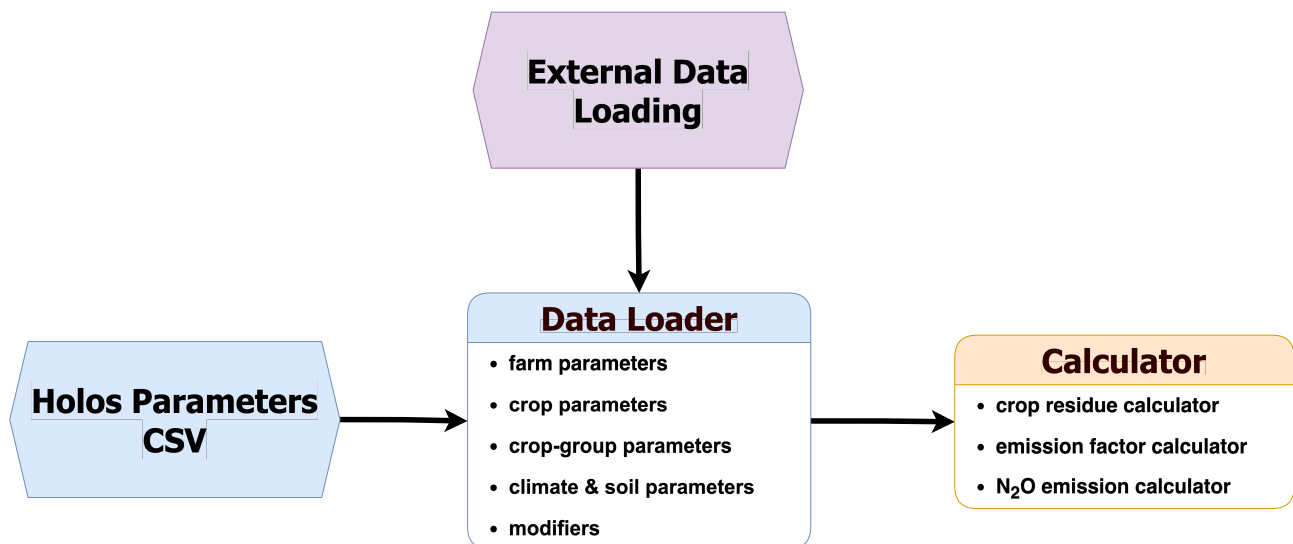 External Data
Loading
Holos Parameters
CSV
Data Loader
• farm parameters
• crop parameters
• crop-group parameters
• climate & soil parameters
• modifiers
Calculator
• crop residue calculator
• emission factor calculator
• N₂O emission calculator